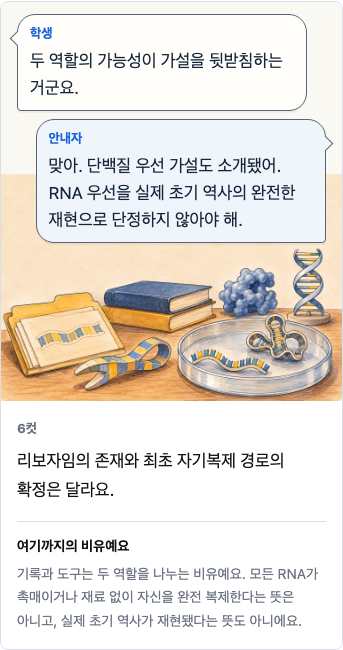 학생
두 역할의 가능성이 가설을 뒷받침하는
거군요.
안내자
맞아. 단백질 우선 가설도 소개됐어.
RNA 우선을 실제 초기 역사의 완전한
재현으로 단정하지 않아야 해.
6컷
리보자임의 존재와 최초 자기복제 경로의
확정은 달라요.
여기까지의 비유예요
기록과 도구는 두 역할을 나누는 비유예요. 모든 RNA가
촉매이거나 재료 없이 자신을 완전 복제한다는 뜻은
아니고, 실제 초기 역사가 재현됐다는 뜻도 아니에요.